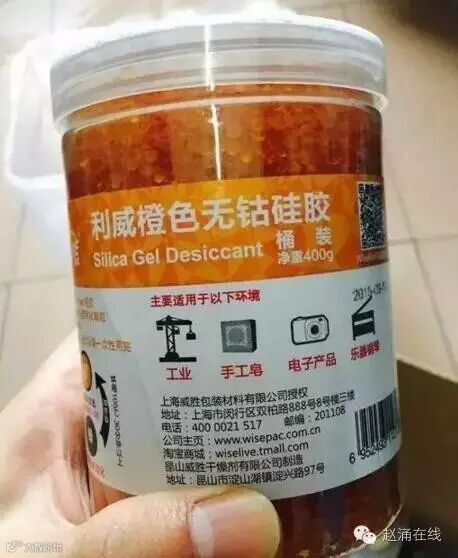 利威橙色无钴硅胶
Silica Gel Desiccant
桶装
净重400g
主要适用于以下环境
工业
手工皂
电子产品
乐器钢琴
上海威胜包装材料有限公司授权
地址：上海市闵行区双柏路888号8号楼三楼
电话：400 0021 517
邮编：201108
公司主页：www.wisepac.com.cn
淘宝商城：wiselive.tmall.com
昆山威胜干燥剂有限公司制造
地址：昆山市淀山湖镇淀兴路97号
赵涌在线
大数跨境